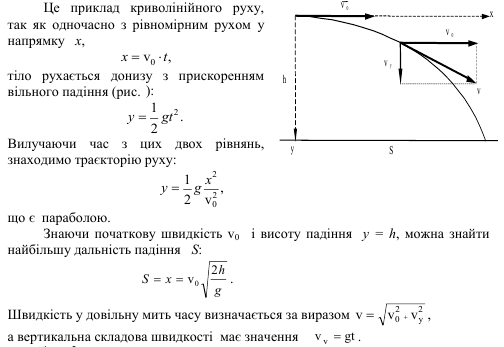 Це приклад криволінійного руху,
так як одночасно з рівномірним рухом у
напрямку x,
x = v₀ · t,
тіло рухається донизу з прискоренням
вільного падіння (рис. ):
y = 1/2 gt².
Вилучаючи час з цих двох рівнянь,
знаходимо траєкторію руху:
y = 1/2 g x²/v₀²,
що є параболою.
v₀
x
v₀
v_y
v
h
y
S
Знаючи початкову швидкість v₀ і висоту падіння y = h, можна знайти
найбільшу дальність падіння S:
S = x = v₀ √(2h/g) .
Швидкість у довільну мить часу визначається за виразом v = √(v₀² + v_y²) ,
а вертикальна складова швидкості має значення v_y = gt .